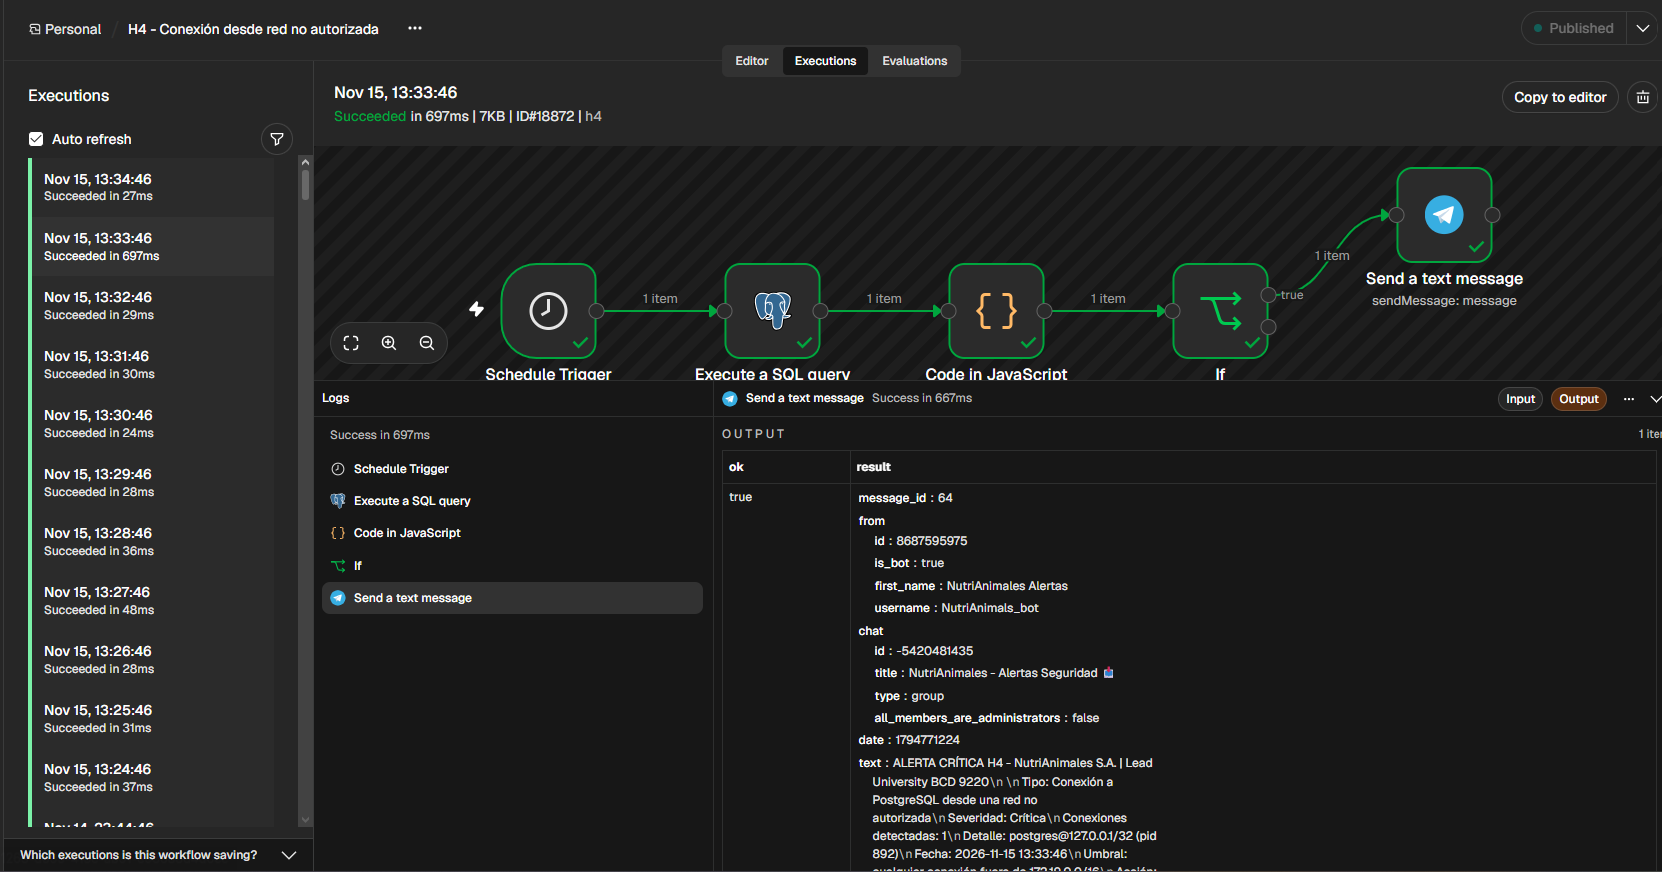 Personal / H4 - Conexión desde red no autorizada ...
Published
Editor Executions Evaluations
Executions
Auto refresh
Nov 15, 13:34:46
Succeeded in 27ms
Nov 15, 13:33:46
Succeeded in 697ms
Nov 15, 13:32:46
Succeeded in 29ms
Nov 15, 13:31:46
Succeeded in 30ms
Nov 15, 13:30:46
Succeeded in 24ms
Nov 15, 13:29:46
Succeeded in 28ms
Nov 15, 13:28:46
Succeeded in 36ms
Nov 15, 13:27:46
Succeeded in 48ms
Nov 15, 13:26:46
Succeeded in 28ms
Nov 15, 13:25:46
Succeeded in 31ms
Nov 15, 13:24:46
Succeeded in 37ms
Which executions is this workflow saving?
Nov 15, 13:33:46
Succeeded in 697ms | 7KB | ID#18872 | h4
Copy to editor
1 item
1 item
1 item
1 item
true
Schedule Trigger
Execute a SQL query
Code in JavaScript
If
Send a text message
sendMessage: message
Logs
Success in 697ms
Schedule Trigger
Execute a SQL query
Code in JavaScript
If
Send a text message
Send a text message Success in 667ms
Input Output ...
OUTPUT
ok result
true
message_id : 64
from
id : 8687595975
is_bot : true
first_name : NutriAnimales Alertas
username : NutriAnimals_bot
chat
id : -5420481435
title : NutriAnimales - Alertas Seguridad
type : group
all_members_are_administrators : false
date : 1794771224
text : ALERTA CRÍTICA H4 - NutriAnimales S.A. | Lead
University BCD 9220\n \n Tipo: Conexión a
PostgreSQL desde una red no
autorizada\n Severidad: Crítica\n Conexiones
detectadas: 1\n Detalle: postgres@127.0.0.1/32 (pid
892)\n Fecha: 2026-11-15 13:33:46\n Umbral: